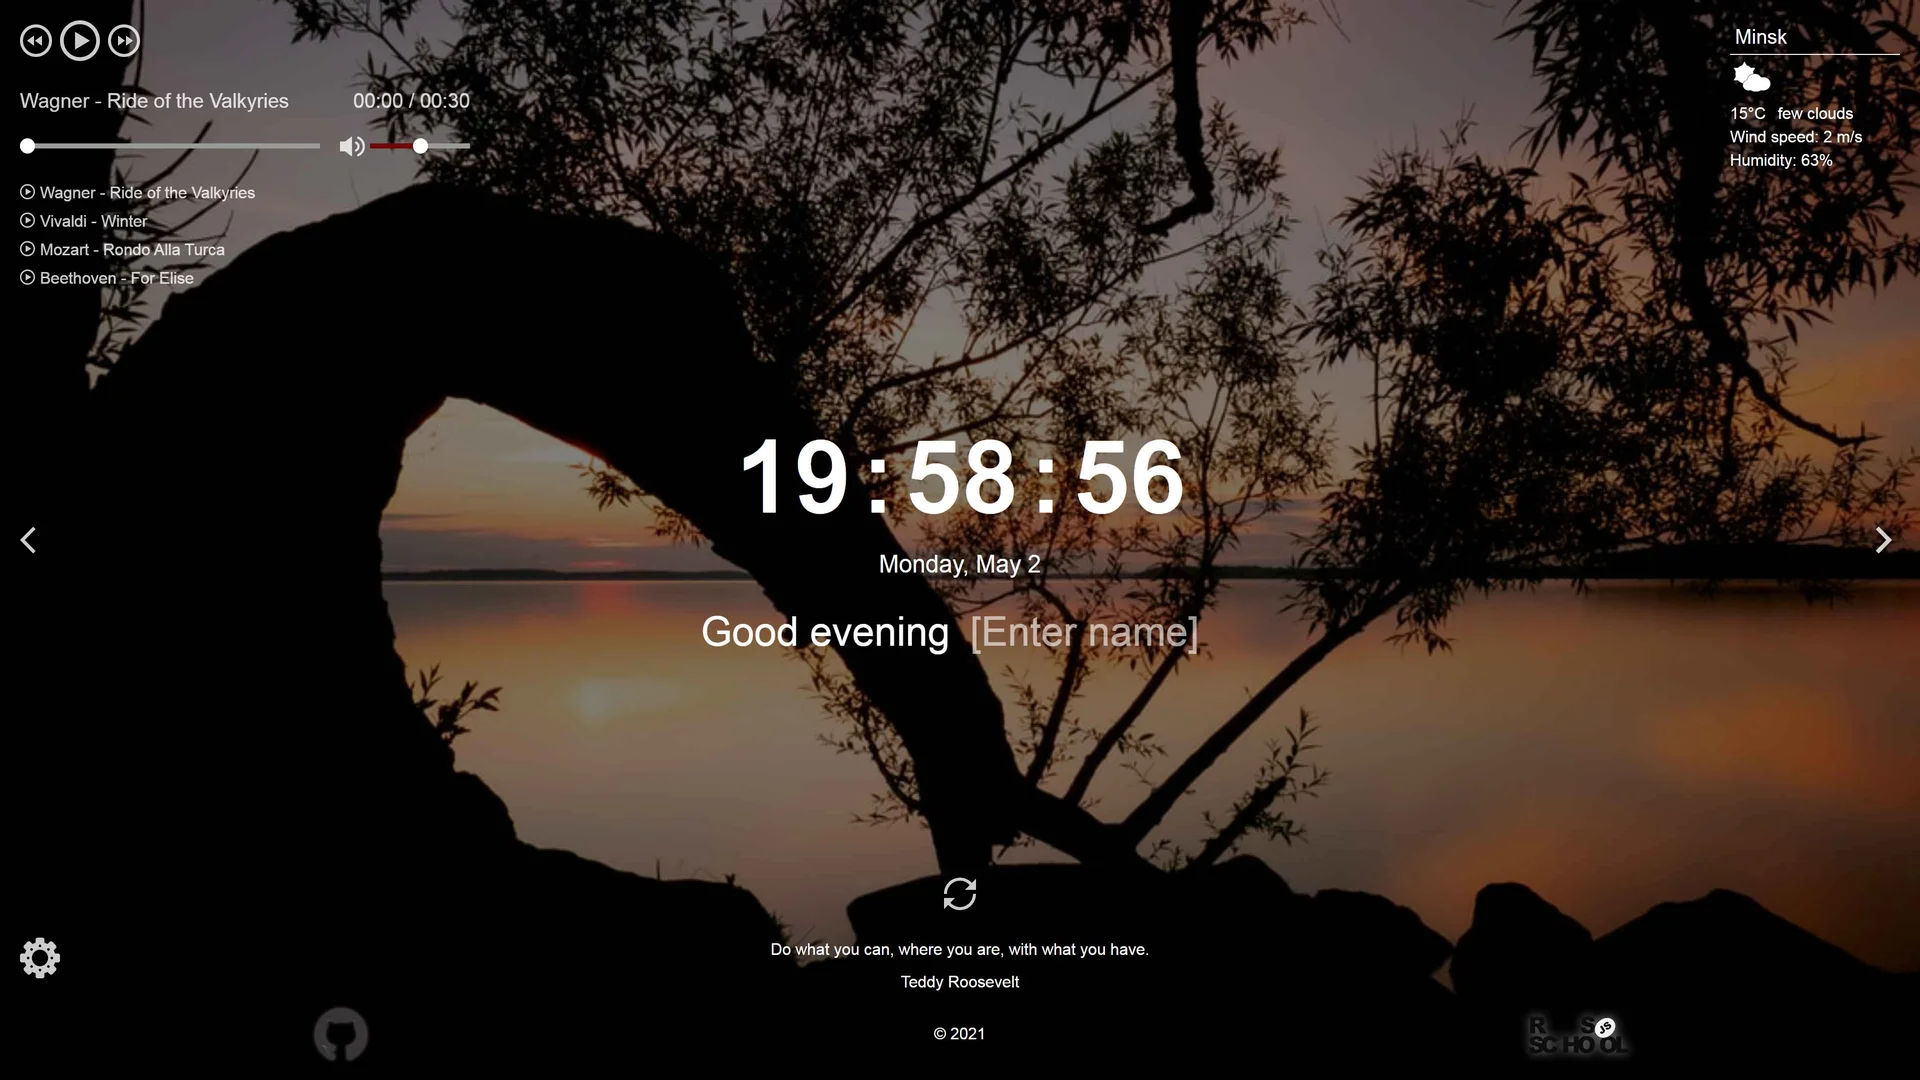 Minsk
Wagner - Ride of the Valkyries 00:00 / 00:30
15°C few clouds
Wind speed: 2 m/s
Humidity: 63%
Wagner - Ride of the Valkyries
Vivaldi - Winter
Mozart - Rondo Alla Turca
Beethoven - For Elise
19:58:56
Monday, May 2
Good evening [Enter name]
Do what you can, where you are, with what you have.
Teddy Roosevelt
© 2021
R S JS
SCHOOL